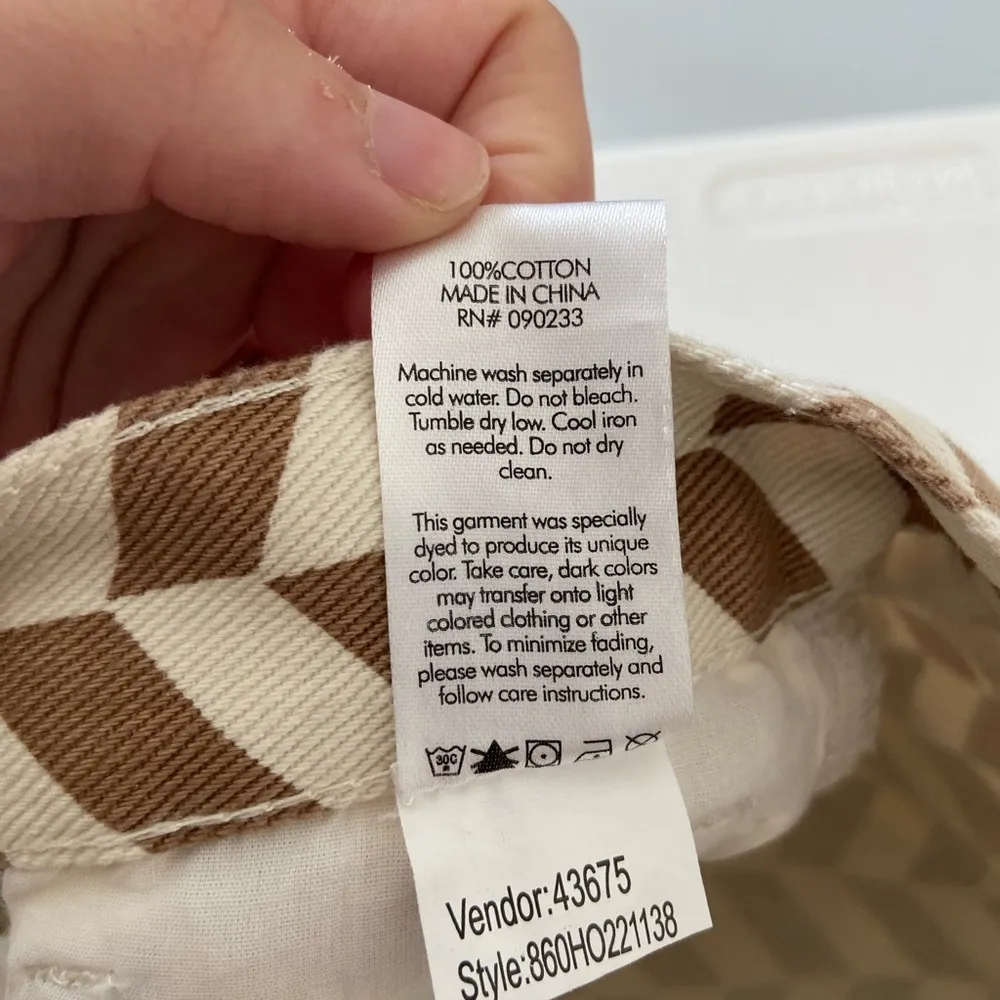 100%COTTON
MADE IN CHINA
RN# 090233
Machine wash separately in
cold water. Do not bleach.
Tumble dry low. Cool iron
as needed. Do not dry
clean.
This garment was specially
dyed to produce its unique
color. Take care, dark colors
may transfer onto light
colored clothing or other
items. To minimize fading,
please wash separately and
follow care instructions.
30C
Vendor:43675
Style:860HO221138